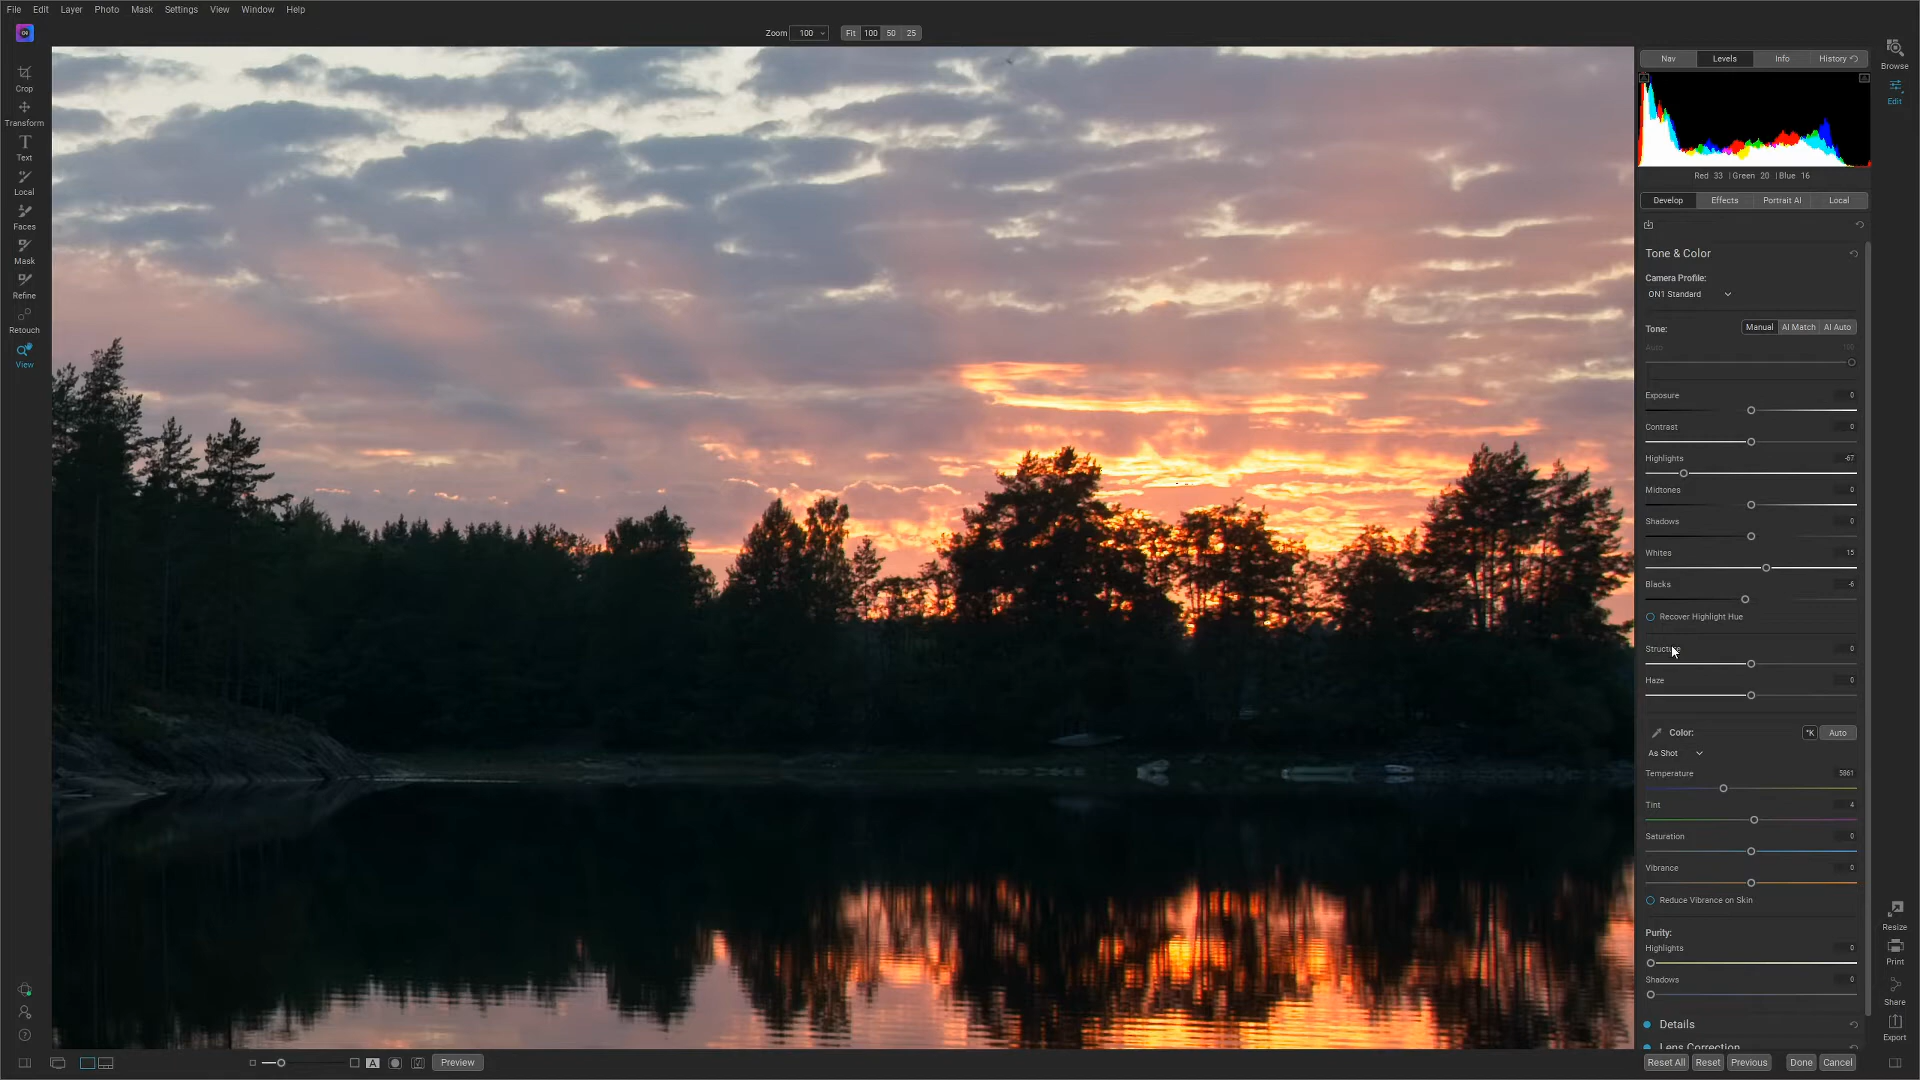 File Edit Layer Photo Mask Settings View Window Help
Zoom 100 Fit 100 50 25
Crop
Transform
Text
Local
Faces
Mask
Refine
Retouch
View
Nav Levels Info History
Red 33 | Green 20 | Blue 16
Develop Effects Portrait AI Local
Tone & Color
Camera Profile:
ON1 Standard
Tone: Manual AI Match AI Auto
Auto 100
Exposure 0
Contrast 0
Highlights -67
Midtones 0
Shadows 0
Whites 15
Blacks -6
Recover Highlight Hue
Structure 0
Haze 0
Color: °K Auto
As Shot
Temperature 5861
Tint 4
Saturation 0
Vibrance 0
Reduce Vibrance on Skin
Purity:
Highlights 0
Shadows 0
Details
Lens Correction
Reset All Reset Previous Done Cancel
Browse
Edit
Resize
Print
Share
Export
A Preview